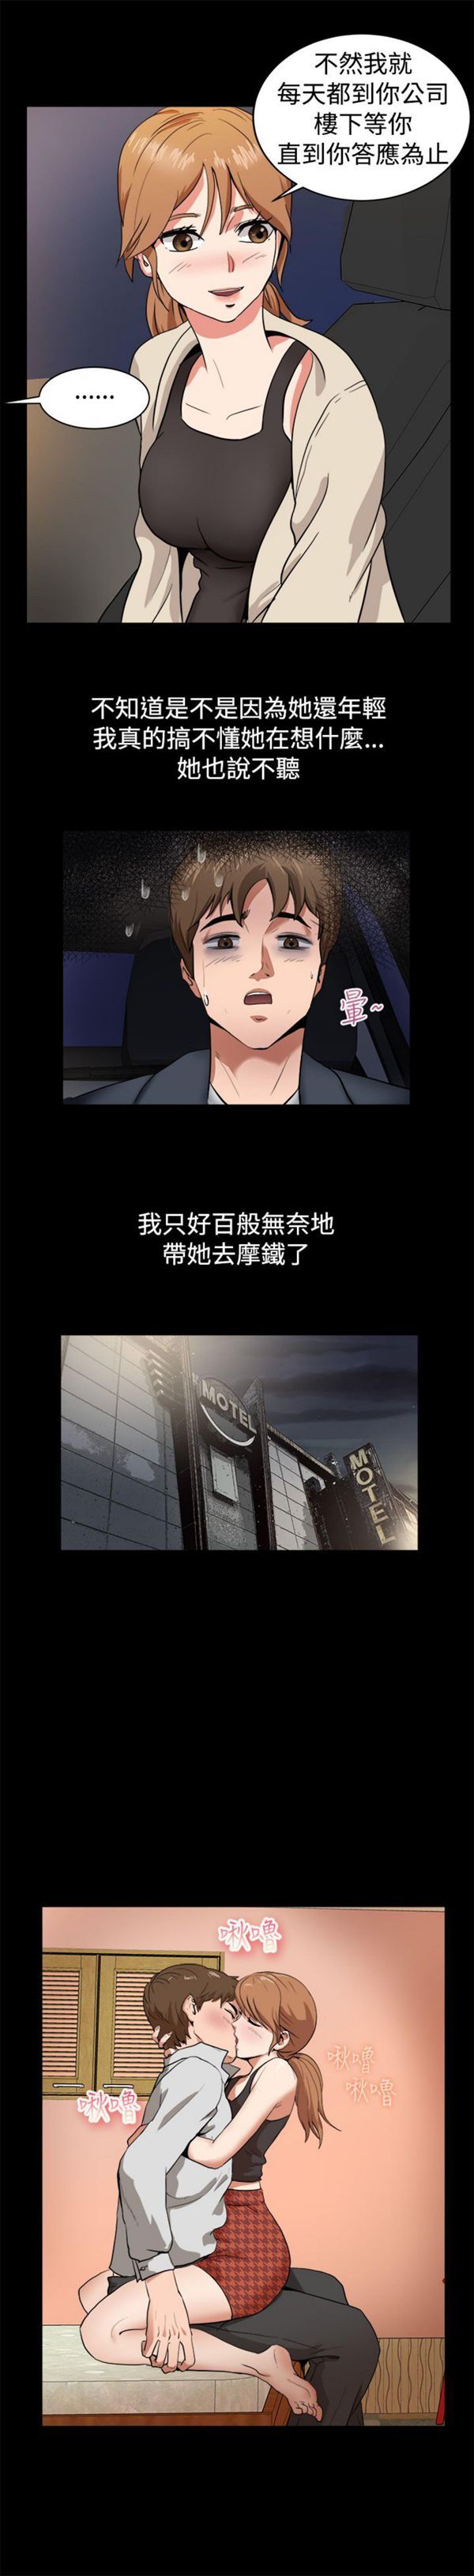 不然我就
每天都到你公司
樓下等你
直到你答應為止
……
不知道是不是因為她還年輕
我真的搞不懂她在想什麼...
她也說不聽
暈~
我只好百般無奈地
帶她去摩鐵了
MOTEL
MOTEL
啾嚕
啾嚕
啾嚕
啾嚕